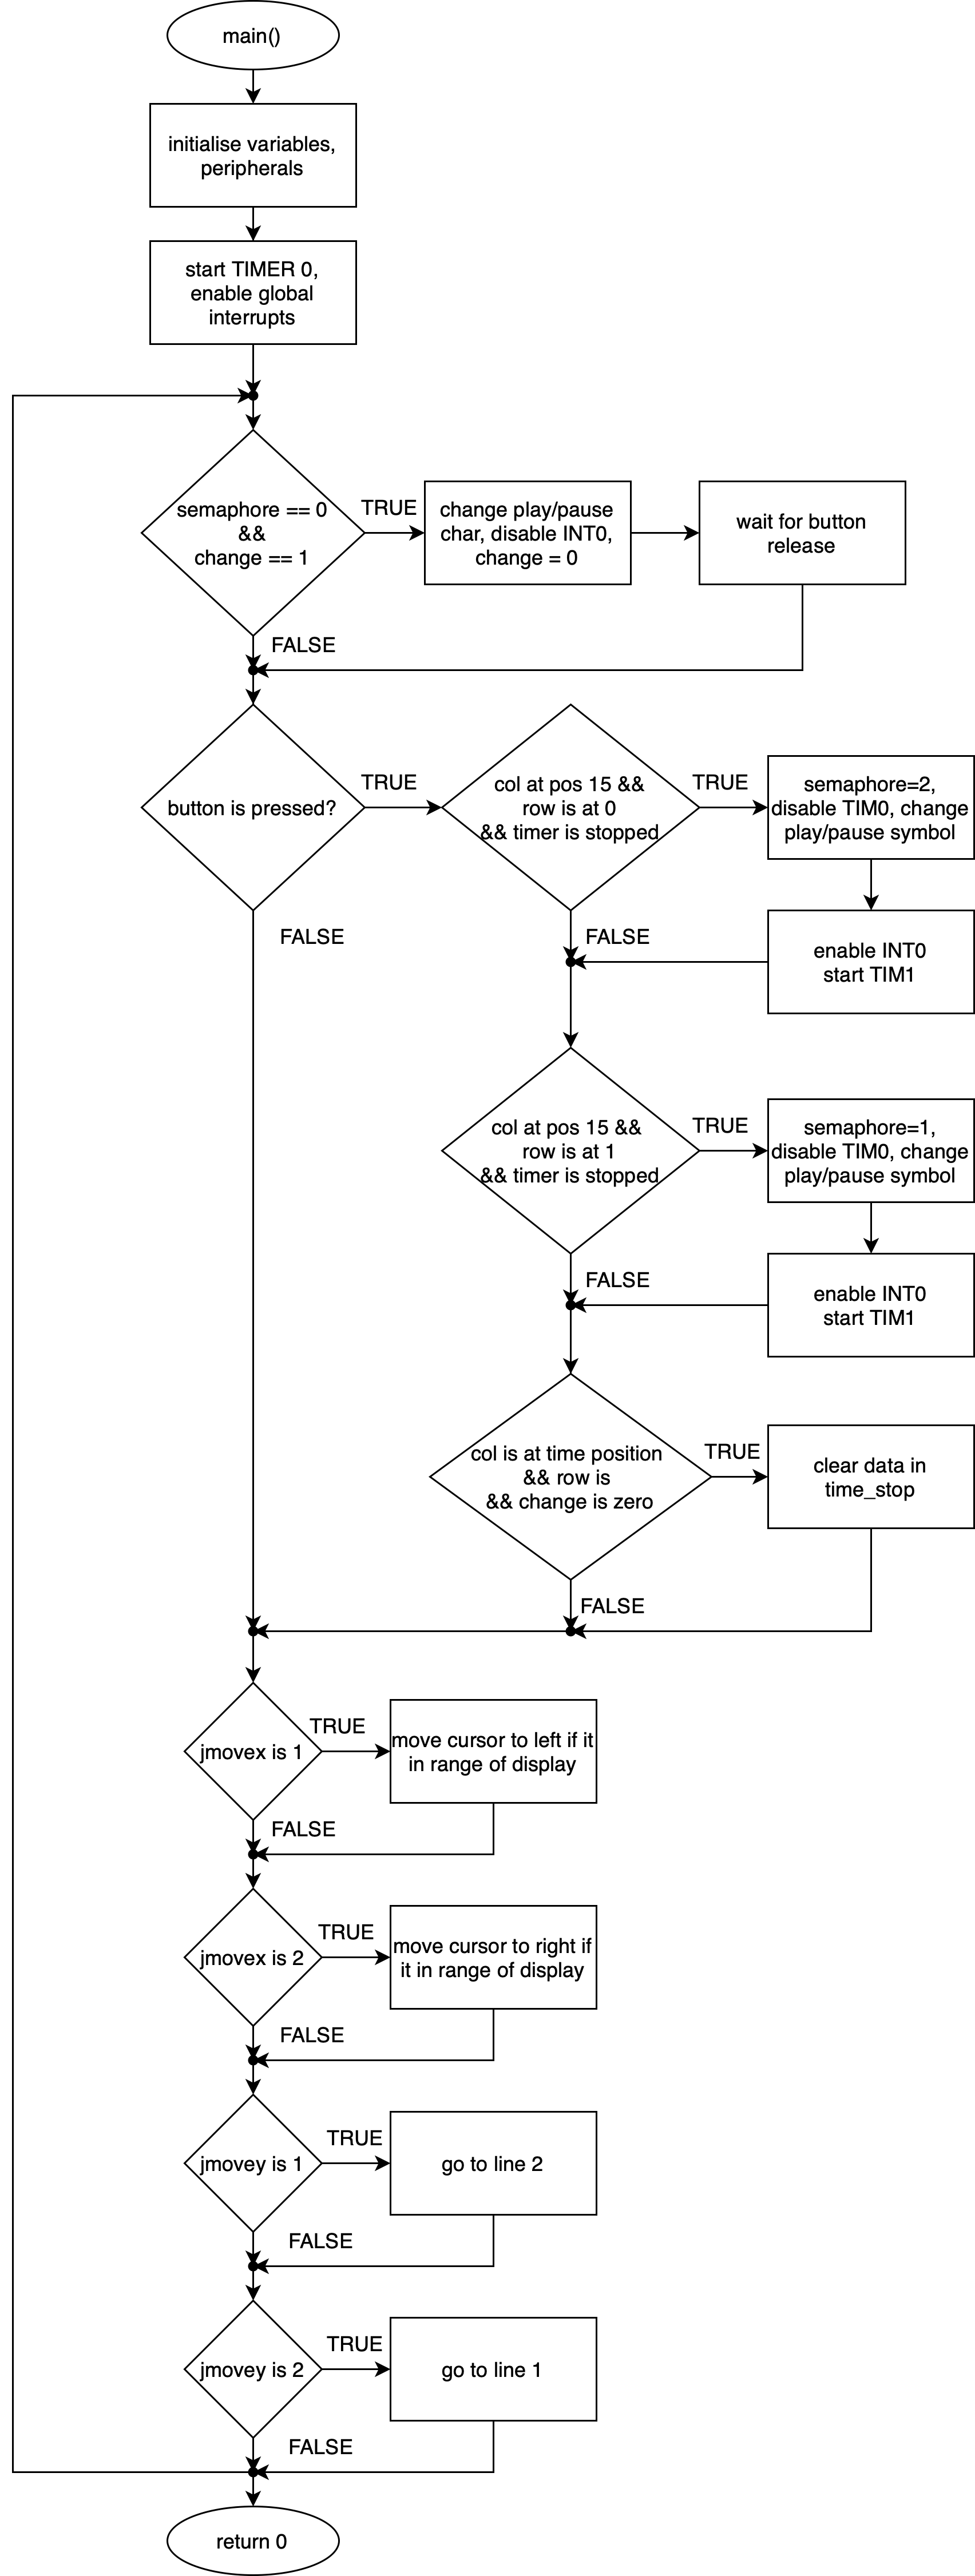 main()
initialise variables,
peripherals
start TIMER 0,
enable global
interrupts
semaphore == 0
&&
change == 1
TRUE
change play/pause
char, disable INT0,
change = 0
wait for button
release
FALSE
button is pressed?
TRUE
col at pos 15 &&
row is at 0
&& timer is stopped
TRUE
semaphore=2,
disable TIM0, change
play/pause symbol
FALSE
FALSE
enable INT0
start TIM1
col at pos 15 &&
row is at 1
&& timer is stopped
TRUE
semaphore=1,
disable TIM0, change
play/pause symbol
FALSE
enable INT0
start TIM1
col is at time position
&& row is
&& change is zero
TRUE
clear data in
time_stop
FALSE
jmovex is 1
TRUE
move cursor to left if it
in range of display
FALSE
jmovex is 2
TRUE
move cursor to right if
it in range of display
FALSE
jmovey is 1
TRUE
go to line 2
FALSE
jmovey is 2
TRUE
go to line 1
FALSE
return 0